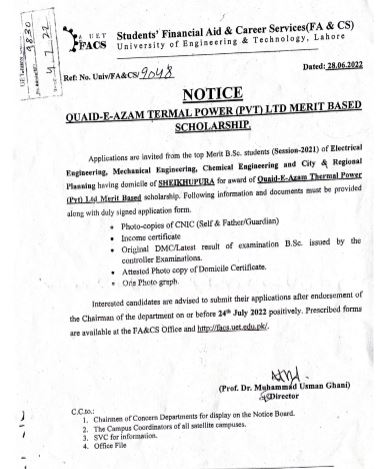 UET
FACS
Students' Financial Aid & Career Services(FA & CS)
University of Engineering & Technology, Lahore
9830
4.7.22
Ref: No. Univ/FA&CS/ 9048
Dated: 28.06.2022
NOTICE
QUAID-E-AZAM TERMAL POWER (PVT) LTD MERIT BASED
SCHOLARSHIP.
Applications are invited from the top Merit B.Sc. students (Session-2021) of Electrical
Engineering, Mechanical Engineering, Chemical Engineering and City & Regional
Planning having domicile of SHEIKHUPURA for award of Quaid-E-Azam Thermal Power
(Pvt) Ltd Merit Based scholarship. Following information and documents must be provided
along with duly signed application form.
• Photo-copies of CNIC (Self & Father/Guardian)
• Income certificate
• Original DMC/Latest result of examination B.Sc. issued by the
controller Examinations.
• Attested Photo copy of Domicile Certificate.
• One Photo graph.
Interested candidates are advised to submit their applications after endorsement of
the Chairman of the department on or before 24th July 2022 positively. Prescribed forms
are available at the FA&CS Office and http://facs.uet.edu.pk/.
(Prof. Dr. Muhammad Usman Ghani)
Director
C.C.to.:
1. Chairmen of Concern Departments for display on the Notice Board.
2. The Campus Coordinators of all satellite campuses.
3. SVC for information.
4. Office File